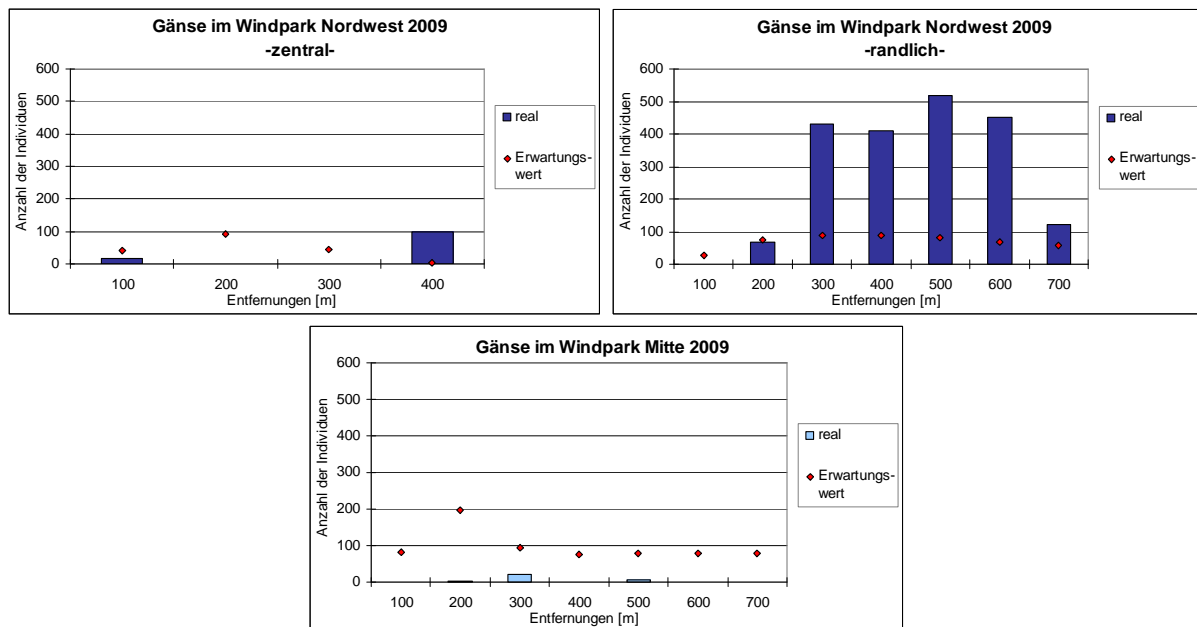 Gänse im Windpark Nordwest 2009
-zentral-
Anzahl der Individuen
600
500
400
300
200
100
0
100 200 300 400
Entfernungen [m]
real
Erwartungs-
wert
Gänse im Windpark Nordwest 2009
-randlich-
Anzahl der Individuen
600
500
400
300
200
100
0
100 200 300 400 500 600 700
Entfernungen [m]
real
Erwartungs-
wert
Gänse im Windpark Mitte 2009
Anzahl der Individuen
600
500
400
300
200
100
0
100 200 300 400 500 600 700
Entfernungen [m]
real
Erwartungs-
wert